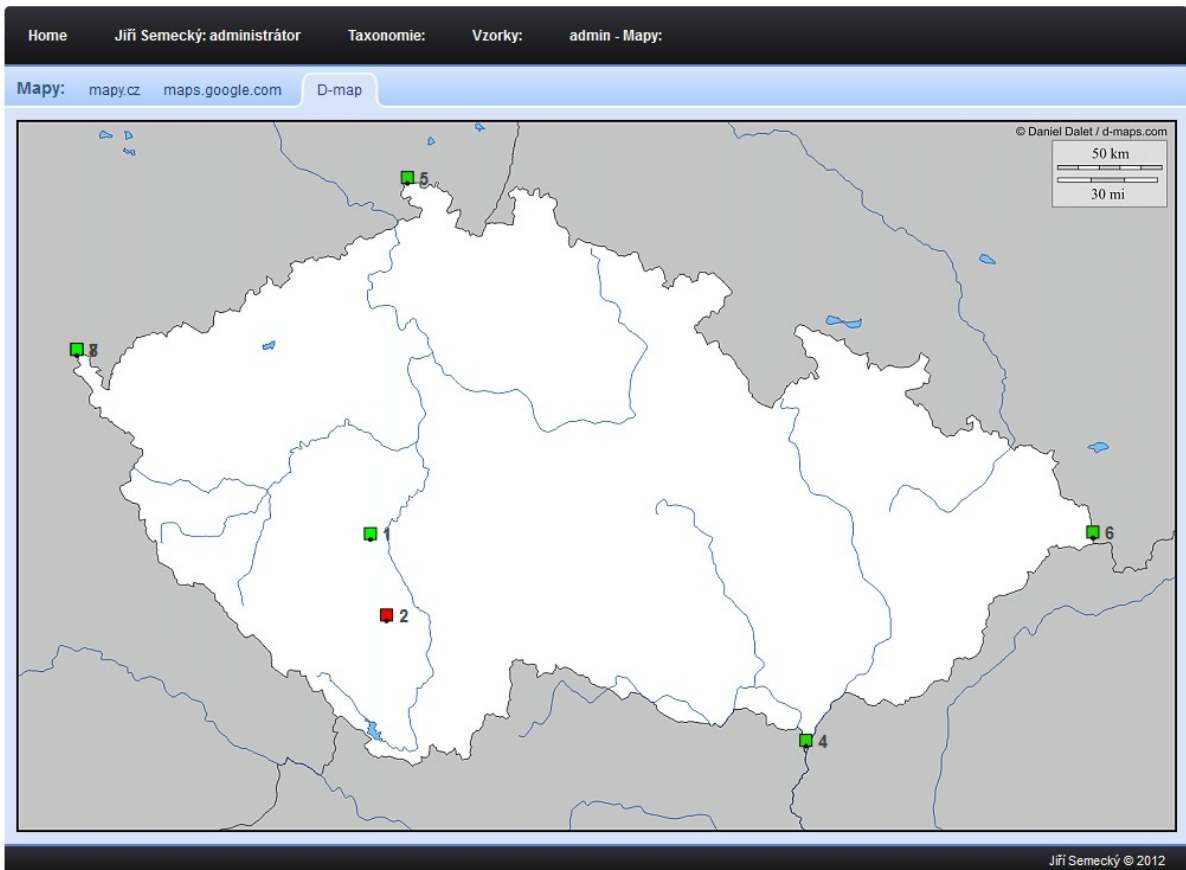 Home Jiří Semecký: administrátor Taxonomie: Vzorky: admin - Mapy:
Mapy: mapy.cz maps.google.com D-map
© Daniel Dalet / d-maps.com
50 km
30 mi
5
1
6
2
4
Jiří Semecký © 2012